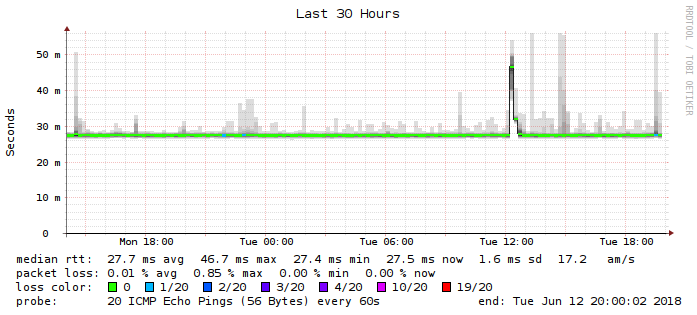 Last 30 Hours
RRDTOOL / TOBI OETIKER
Seconds
50 m
40 m
30 m
20 m
10 m
0
Mon 18:00 Tue 00:00 Tue 06:00 Tue 12:00 Tue 18:00
median rtt: 27.7 ms avg 46.7 ms max 27.4 ms min 27.5 ms now 1.6 ms sd 17.2 am/s
packet loss: 0.01 % avg 0.85 % max 0.00 % min 0.00 % now
loss color: 0 1/20 2/20 3/20 4/20 10/20 19/20
probe: 20 ICMP Echo Pings (56 Bytes) every 60s end: Tue Jun 12 20:00:02 2018